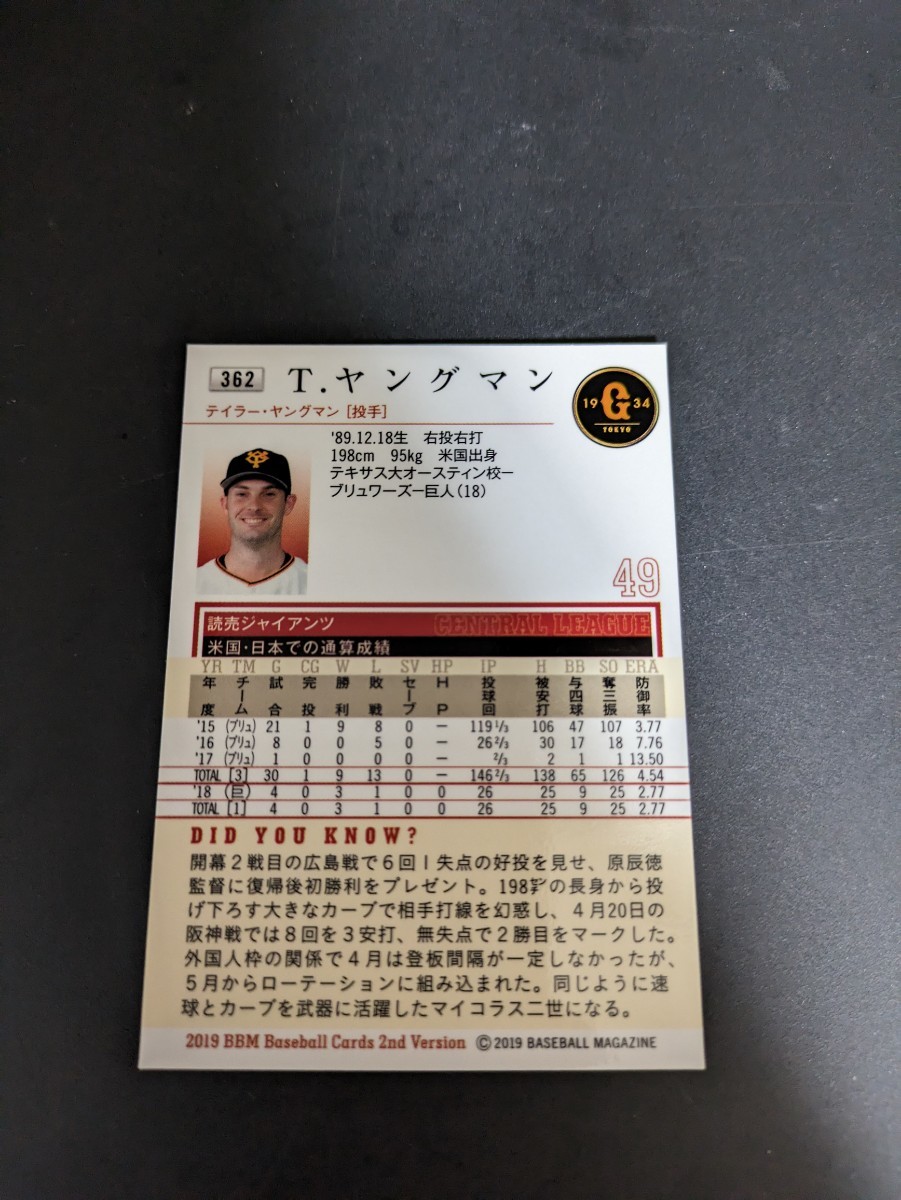 362 T.ヤングマン
テイラー・ヤングマン [投手]
19 G 34
TOKYO
'89.12.18生 右投右打
198cm 95kg 米国出身
テキサス大オースティン校ー
ブリュワーズー巨人(18)
49
読売ジャイアンツ CENTRAL LEAGUE
米国・日本での通算成績
YR TM G CG W L SV HP IP H BB SO ERA
年度 チーム 試合 完投 勝利 敗戦 セーブ HP 投球回 被安打 与四球 奪三振 防御率
'15 (ブリュ) 21 1 9 8 0 － 119 1/3 106 47 107 3.77
'16 (ブリュ) 8 0 0 5 0 － 26 2/3 30 17 18 7.76
'17 (ブリュ) 1 0 0 0 0 － 2/3 2 1 1 13.50
TOTAL [3] 30 1 9 13 0 － 146 2/3 138 65 126 4.54
'18 (巨) 4 0 3 1 0 0 26 25 9 25 2.77
TOTAL [1] 4 0 3 1 0 0 26 25 9 25 2.77
DID YOU KNOW?
開幕2戦目の広島戦で6回1失点の好投を見せ、原辰徳
監督に復帰後初勝利をプレゼント。198㌢の長身から投
げ下ろす大きなカーブで相手打線を幻惑し、4月20日の
阪神戦では8回を3安打、無失点で2勝目をマークした。
外国人枠の関係で4月は登板間隔が一定しなかったが、
5月からローテーションに組み込まれた。同じように速
球とカーブを武器に活躍したマイコラス二世になる。
2019 BBM Baseball Cards 2nd Version ©2019 BASEBALL MAGAZINE